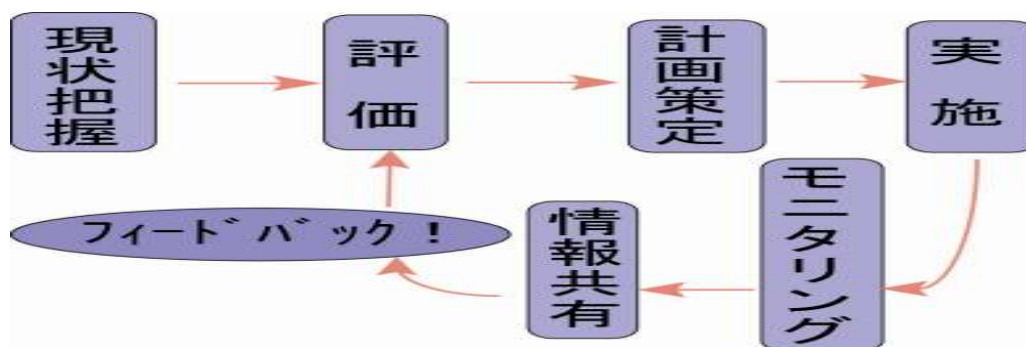 現状把握
評価
計画策定
実施
モニタリング
情報共有
フィードバック！